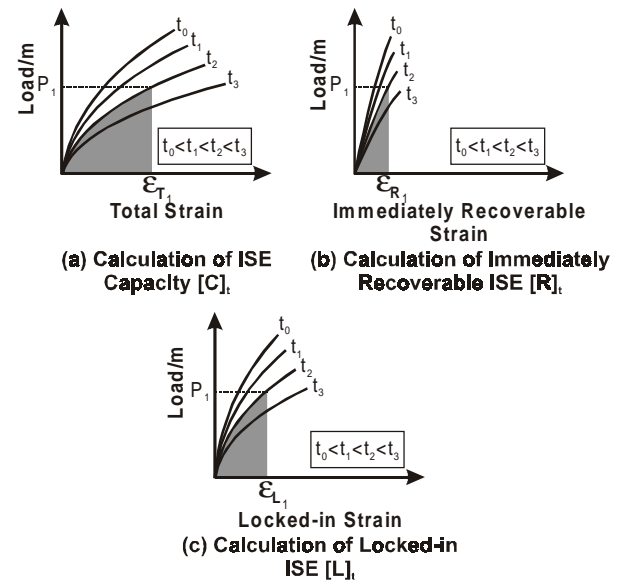 Load/m
P1
t0
t1
t2
t3
t0<t1<t2<t3
εT1
Total Strain
(a) Calculation of ISE
Capacity [C]t
Load/m
P1
t0
t1
t2
t3
t0<t1<t2<t3
εR1
Immediately Recoverable
Strain
(b) Calculation of Immediately
Recoverable ISE [R]t
Load/m
P1
t0
t1
t2
t3
t0<t1<t2<t3
εL1
Locked-in Strain
(c) Calculation of Locked-in
ISE [L]t